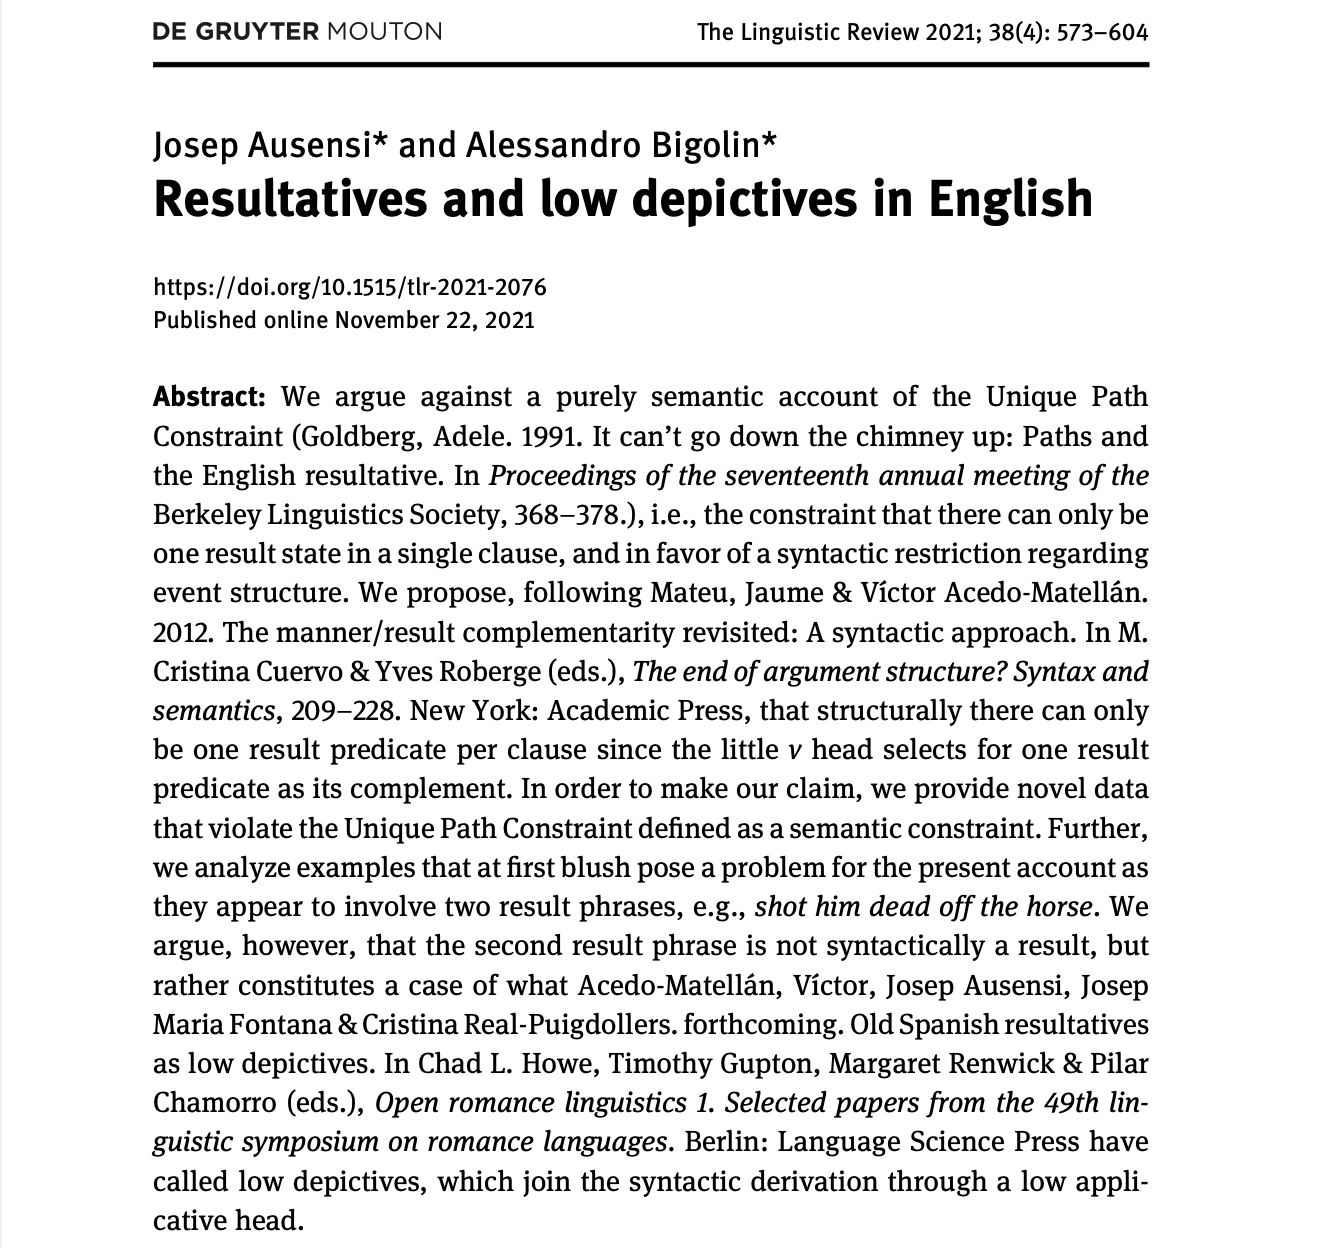 DE GRUYTER MOUTON
The Linguistic Review 2021; 38(4): 573–604
Josep Ausensi* and Alessandro Bigolin*
Resultatives and low depictives in English
https://doi.org/10.1515/tlr-2021-2076
Published online November 22, 2021
Abstract: We argue against a purely semantic account of the Unique Path
Constraint (Goldberg, Adele. 1991. It can’t go down the chimney up: Paths and
the English resultative. In Proceedings of the seventeenth annual meeting of the
Berkeley Linguistics Society, 368–378.), i.e., the constraint that there can only be
one result state in a single clause, and in favor of a syntactic restriction regarding
event structure. We propose, following Mateu, Jaume & Víctor Acedo-Matellán.
2012. The manner/result complementarity revisited: A syntactic approach. In M.
Cristina Cuervo & Yves Roberge (eds.), The end of argument structure? Syntax and
semantics, 209–228. New York: Academic Press, that structurally there can only
be one result predicate per clause since the little v head selects for one result
predicate as its complement. In order to make our claim, we provide novel data
that violate the Unique Path Constraint defined as a semantic constraint. Further,
we analyze examples that at first blush pose a problem for the present account as
they appear to involve two result phrases, e.g., shot him dead off the horse. We
argue, however, that the second result phrase is not syntactically a result, but
rather constitutes a case of what Acedo-Matellán, Víctor, Josep Ausensi, Josep
Maria Fontana & Cristina Real-Puigdollers. forthcoming. Old Spanish resultatives
as low depictives. In Chad L. Howe, Timothy Gupton, Margaret Renwick & Pilar
Chamorro (eds.), Open romance linguistics 1. Selected papers from the 49th lin-
guistic symposium on romance languages. Berlin: Language Science Press have
called low depictives, which join the syntactic derivation through a low appli-
cative head.